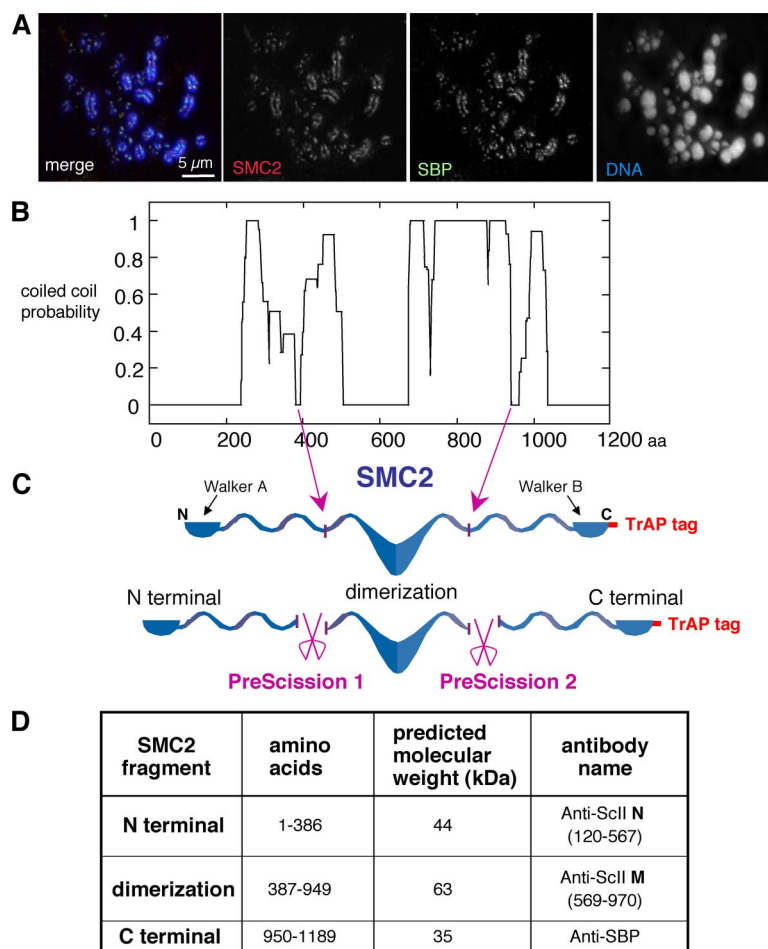 A
merge
5 µm
SMC2
SBP
DNA
B
coiled coil
probability
1
0.8
0.6
0.4
0.2
0
0 200 400 600 800 1000 1200 aa
C
SMC2
Walker A
Walker B
N
C
TrAP tag
N terminal
dimerization
C terminal
TrAP tag
PreScission 1
PreScission 2
D
SMC2 fragment | amino acids | predicted molecular weight (kDa) | antibody name
N terminal | 1-386 | 44 | Anti-ScII N (120-567)
dimerization | 387-949 | 63 | Anti-ScII M (569-970)
C terminal | 950-1189 | 35 | Anti-SBP